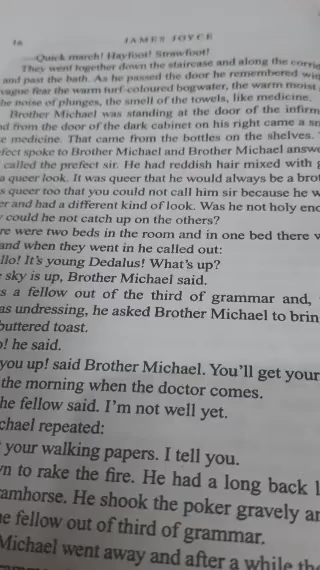 16 JAMES JOYCE
—Quick march! Hayfoot! Strawfoot!
They went together down the staircase and along the
and past the bath. As he passed the door he remembered
vague fear the warm turf-coloured bogwater, the warm moist
he noise of plunges, the smell of the towels, like medicine.
Brother Michael was standing at the door of the infirm
d from the door of the dark cabinet on his right came a
e medicine. That came from the bottles on the shelves.
fect spoke to Brother Michael and Brother Michael answe
called the prefect sir. He had reddish hair mixed with
a queer look. It was queer that he would always be a bro
s queer too that you could not call him sir because he w
er and had a different kind of look. Was he not holy eno
could he not catch up on the others?
re were two beds in the room and in one bed there
and when they went in he called out:
llo! It's young Dedalus! What's up?
sky is up, Brother Michael said.
s a fellow out of the third of grammar and,
as undressing, he asked Brother Michael to brin
buttered toast.
! he said.
you up! said Brother Michael. You'll get your
the morning when the doctor comes.
he fellow said. I'm not well yet.
chael repeated:
your walking papers. I tell you.
n to rake the fire. He had a long back l
amhorse. He shook the poker gravely a
e fellow out of third of grammar.
Michael went away and after a while the